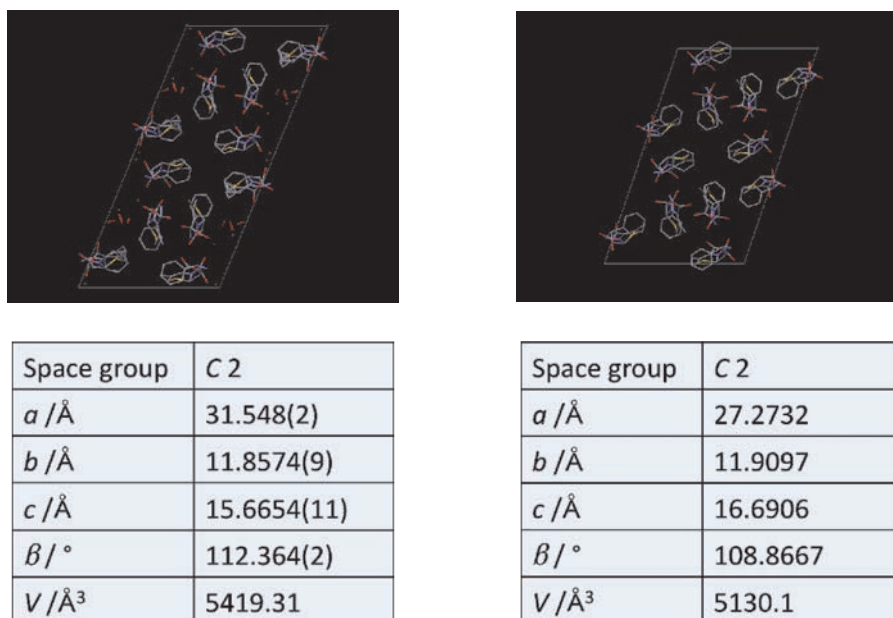 Space group C 2
a /Å 31.548(2)
b /Å 11.8574(9)
c /Å 15.6654(11)
β / ° 112.364(2)
V /Å³ 5419.31
Space group C 2
a /Å 27.2732
b /Å 11.9097
c /Å 16.6906
β / ° 108.8667
V /Å³ 5130.1